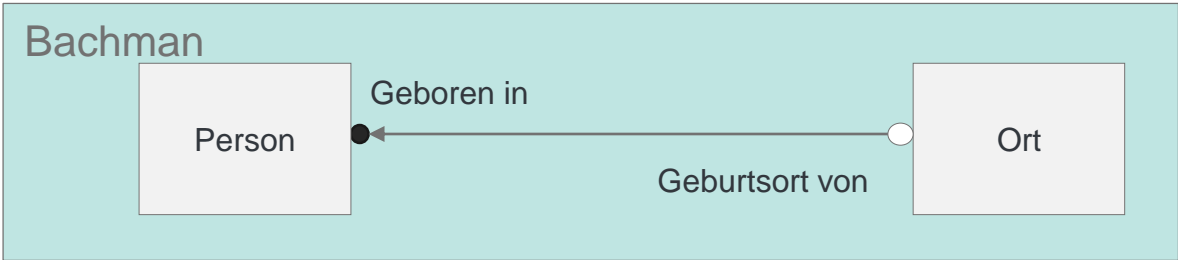 Bachman
Geboren in
Person
Ort
Geburtsort von